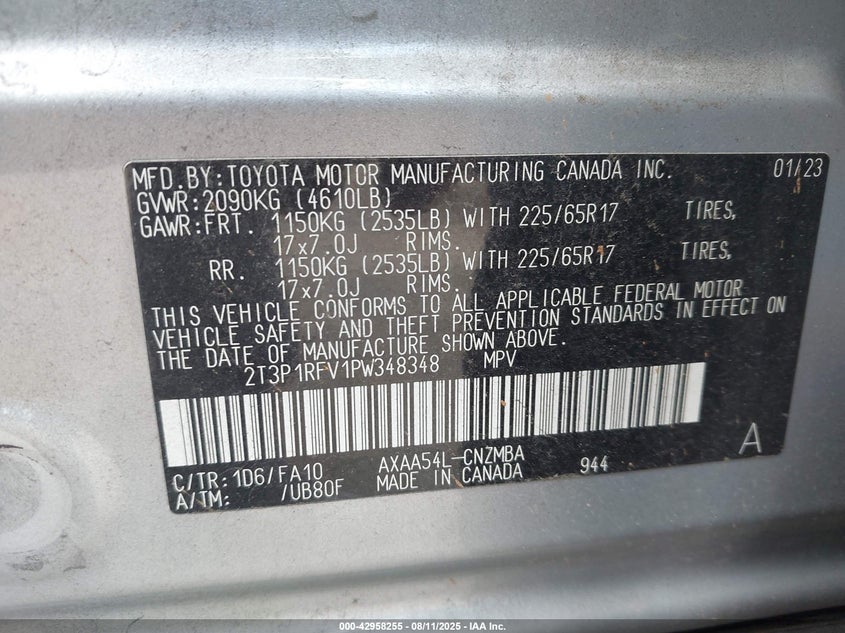 MFD.BY:TOYOTA MOTOR MANUFACTURING CANADA INC. 01/23
GVWR:2090KG (4610LB)
GAWR:FRT. 1150KG (2535LB) WITH 225/65R17 TIRES,
17x7.0J RIMS.
RR. 1150KG (2535LB) WITH 225/65R17 TIRES,
17x7.0J RIMS.
THIS VEHICLE CONFORMS TO ALL APPLICABLE FEDERAL MOTOR
VEHICLE SAFETY AND THEFT PREVENTION STANDARDS IN EFFECT ON
THE DATE OF MANUFACTURE SHOWN ABOVE.
2T3P1RFV1PW348348 MPV
A
C/TR:1D6/FA10 AXAA54L-CNZMBA 944
A/TM: /UB80F MADE IN CANADA
000-42958255 - 08/11/2025 - IAA Inc.